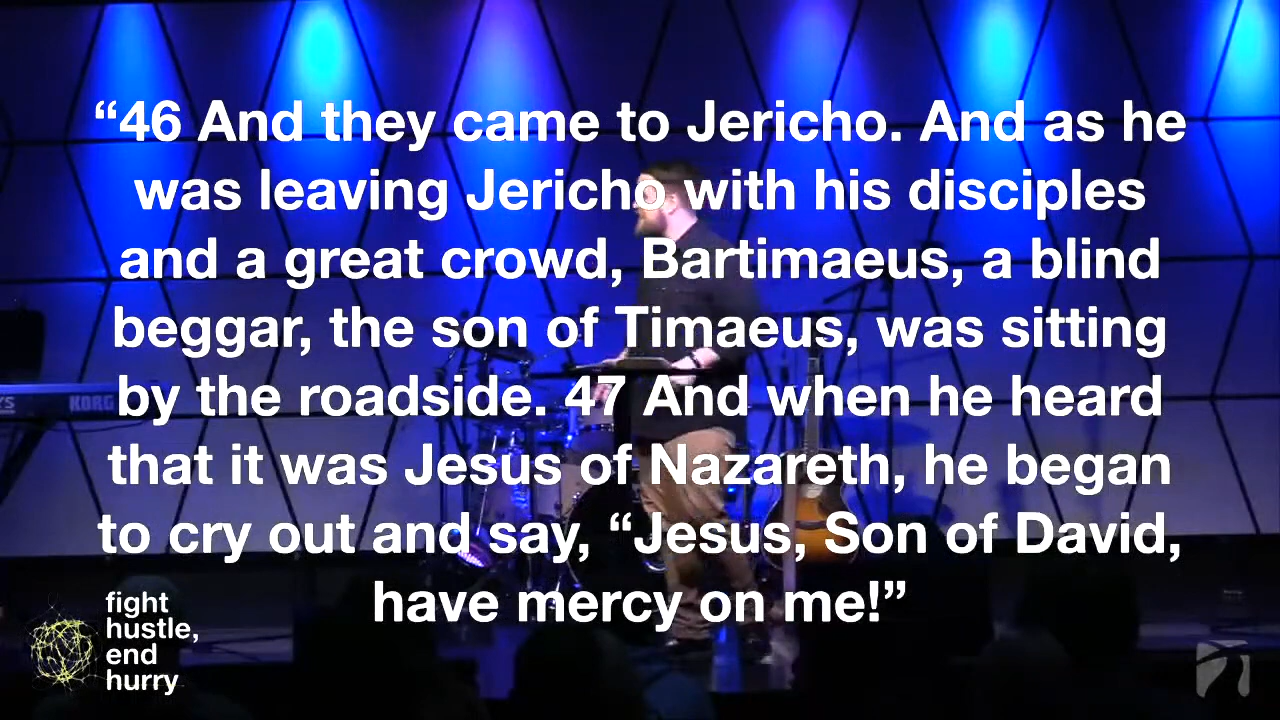 “46 And they came to Jericho. And as he
was leaving Jericho with his disciples
and a great crowd, Bartimaeus, a blind
beggar, the son of Timaeus, was sitting
by the roadside. 47 And when he heard
that it was Jesus of Nazareth, he began
to cry out and say, “Jesus, Son of David,
have mercy on me!”
KORG
fight
hustle,
end
hurry